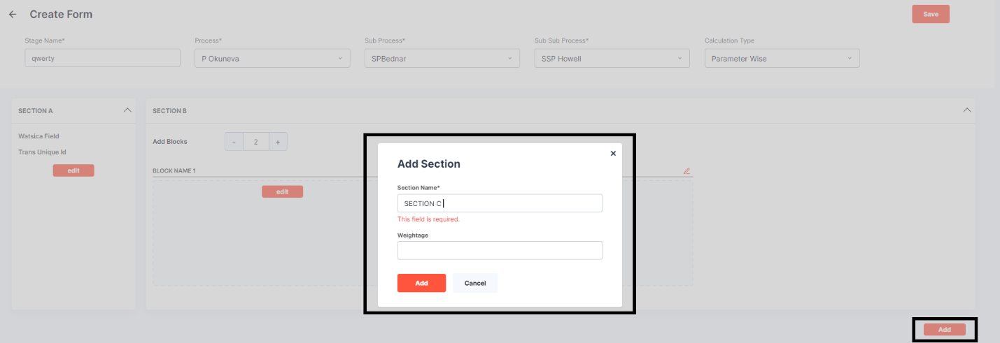 Create Form
Save
Stage Name* Process* Sub Process* Sub Sub Process* Calculation Type
qwerty P Okuneva SPBednar SSP Howell Parameter Wise
SECTION A
Watsica Field
Trans Unique Id
edit
SECTION B
Add Blocks - 2 +
BLOCK NAME 1
edit
Add Section
Section Name*
SECTION C
This field is required.
Weightage
Add Cancel
Add